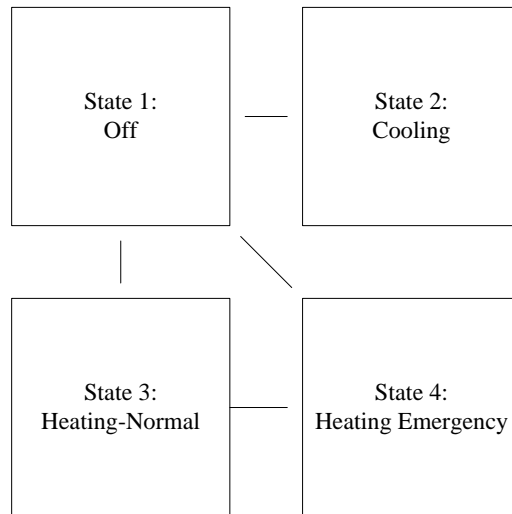 State 1:
Off
State 2:
Cooling
State 3:
Heating-Normal
State 4:
Heating Emergency